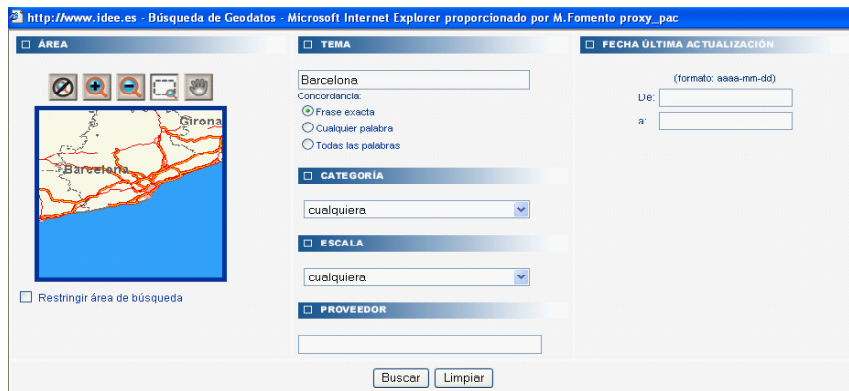 http://www.idee.es - Búsqueda de Geodatos - Microsoft Internet Explorer proporcionado por M.Fomento proxy_pac
ÁREA
Girona
Barcelona
Restringir área de búsqueda
TEMA
Barcelona
Concordancia:
Frase exacta
Cualquier palabra
Todas las palabras
CATEGORÍA
cualquiera
ESCALA
cualquiera
PROVEEDOR
FECHA ÚLTIMA ACTUALIZACIÓN
(formato: aaaa-mm-dd)
De:
a:
Buscar Limpiar